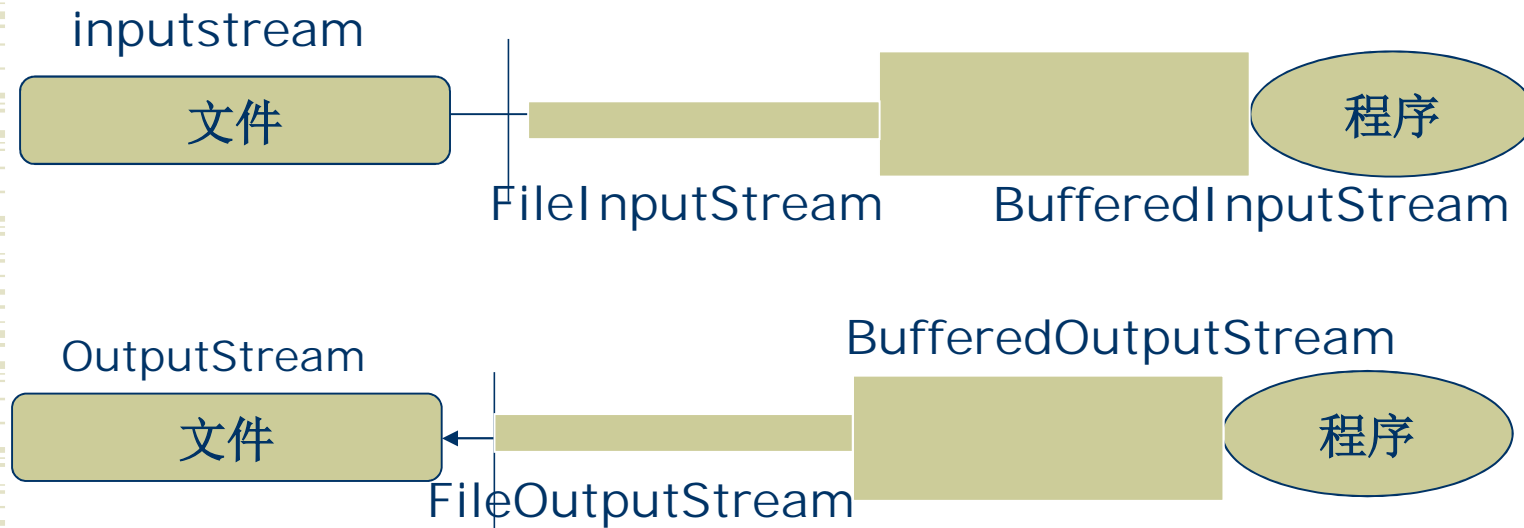 inputstream
文件
程序
FileInputStream
BufferedInputStream
BufferedOutputStream
OutputStream
文件
程序
FileOutputStream